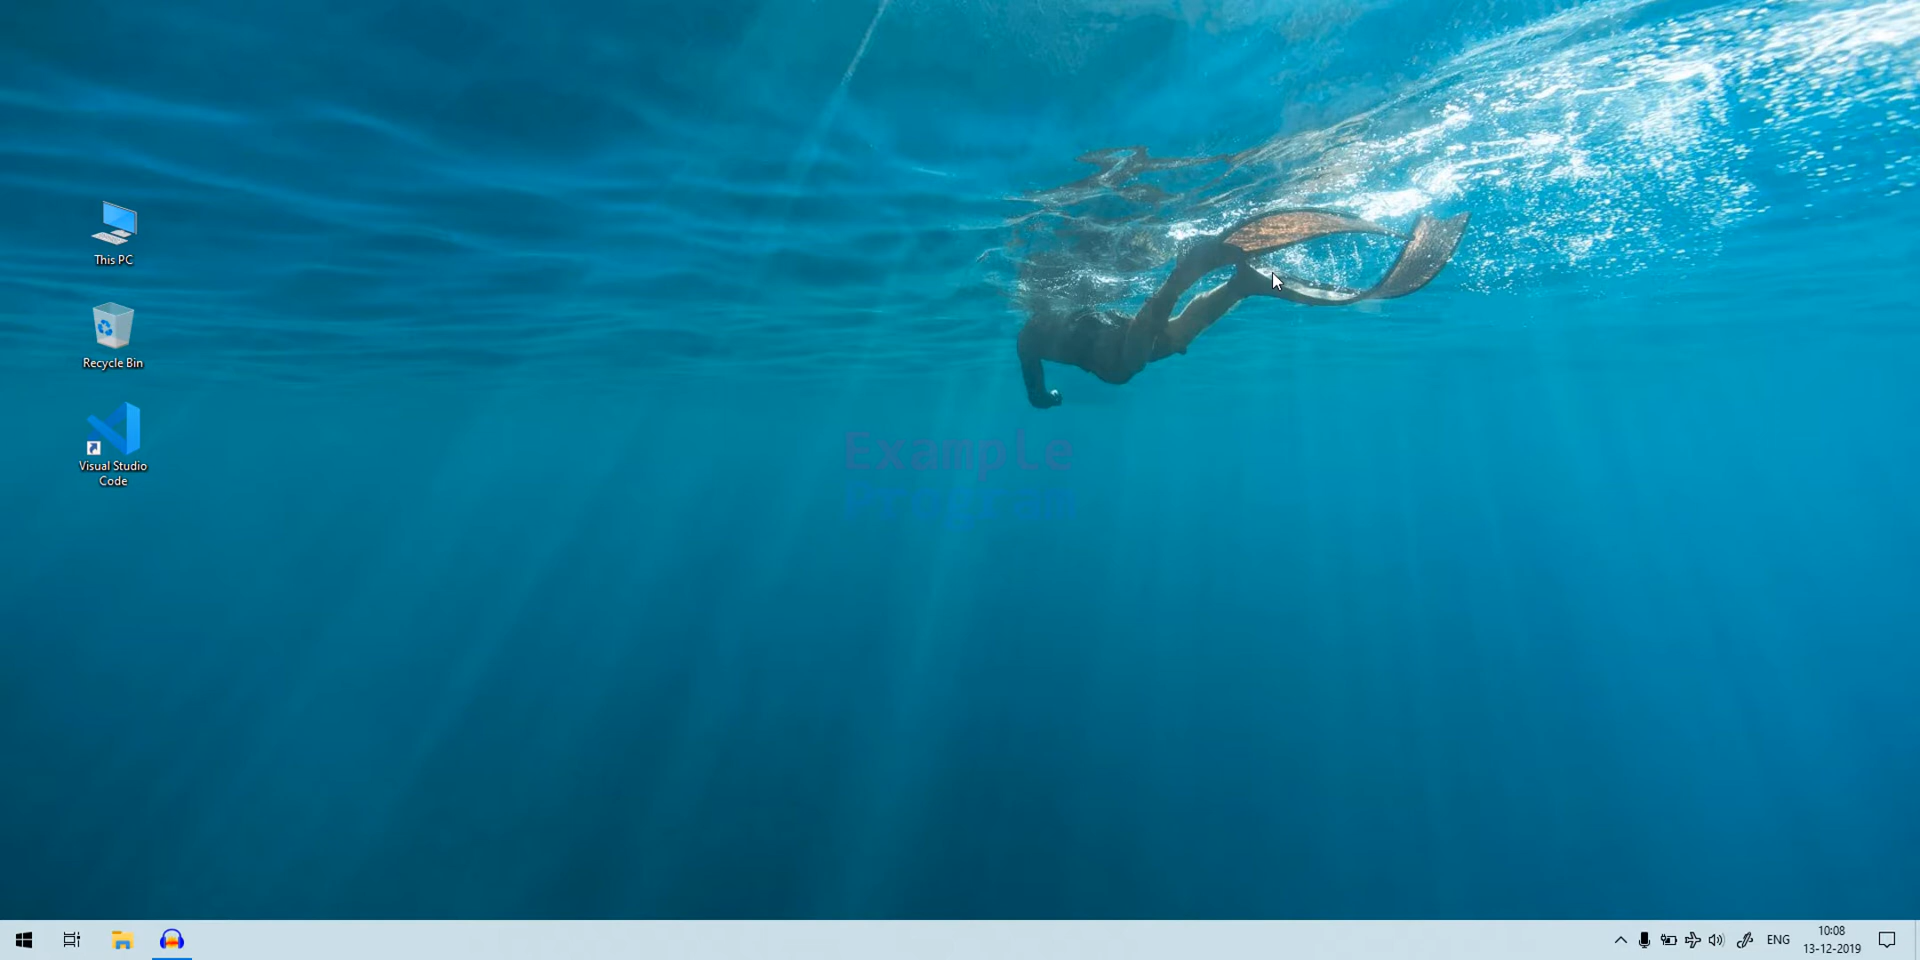 This PC
Recycle Bin
Visual Studio
Code
Example
Program
ENG
10:08
13-12-2019